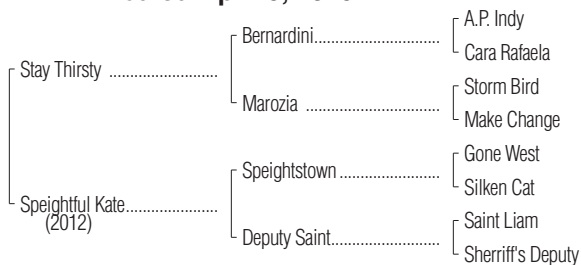 A.P. Indy
Bernardini
Cara Rafaela
Stay Thirsty
Storm Bird
Marozia
Make Change
Gone West
Speightstown
Silken Cat
Speightful Kate
(2012)
Saint Liam
Deputy Saint
Sherriff's Deputy